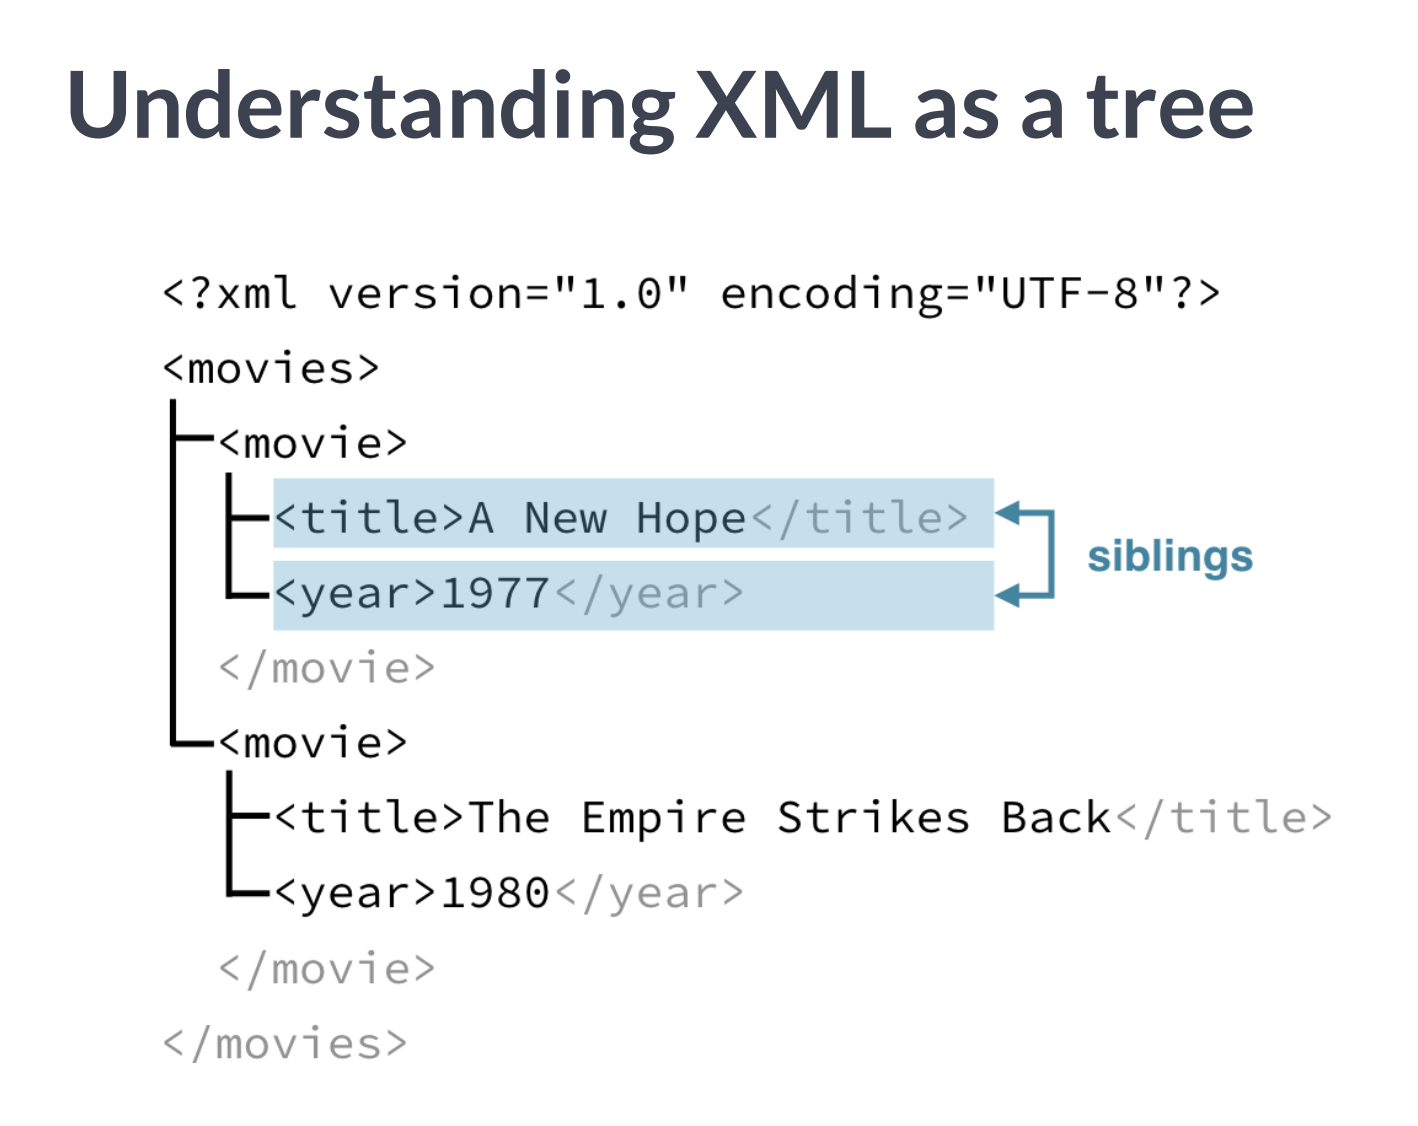 Understanding XML as a tree
<?xml version="1.0" encoding="UTF-8"?>
<movies>
<movie>
<title>A New Hope</title>
<year>1977</year>
siblings
</movie>
<movie>
<title>The Empire Strikes Back</title>
<year>1980</year>
</movie>
</movies>